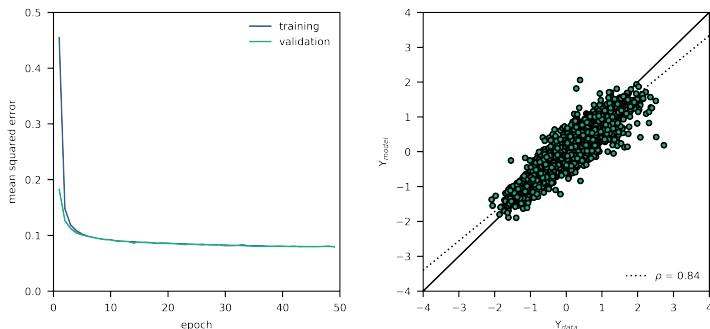 0.5
0.4
0.3
0.2
0.1
0.0
mean squared error
training
validation
0 10 20 30 40 50
epoch
4
3
2
1
0
−1
−2
−3
−4
Y_model
ρ = 0.84
−4 −2 −1 0 1 2 4
Y_data